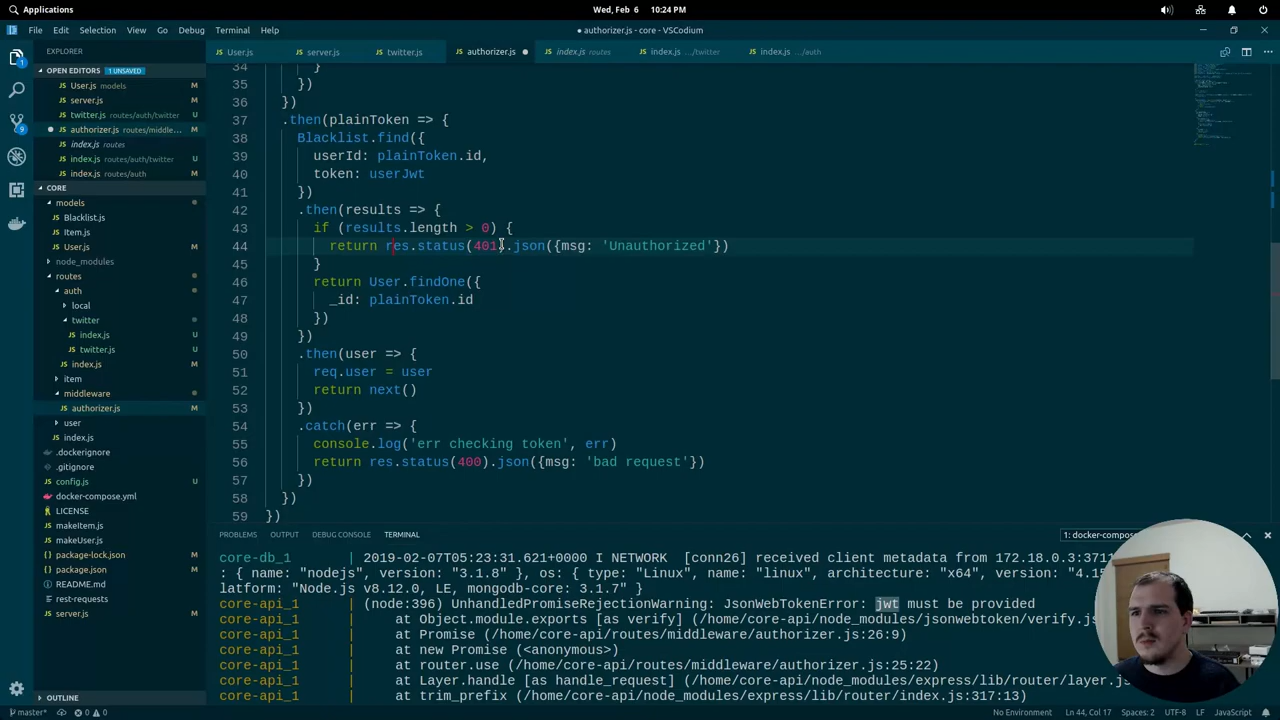 Applications
Wed, Feb 6 10:24 PM
File Edit Selection View Go Debug Terminal Help
● authorizer.js - core - VSCodium
EXPLORER
User.js server.js twitter.js authorizer.js ● index.js routes index.js .../twitter index.js .../auth
OPEN EDITORS 1 UNSAVED
User.js models M
server.js M
twitter.js routes/auth/twitter U
authorizer.js routes/middle... M
index.js routes
index.js routes/auth/twitter U
index.js routes/auth M
CORE
models
Blacklist.js
Item.js
User.js M
node_modules
routes
auth
local
twitter
index.js U
twitter.js U
index.js M
item
middleware
authorizer.js M
user
index.js
.dockerignore
.gitignore
config.js
docker-compose.yml
LICENSE
makeItem.js
makeUser.js
package-lock.json M
package.json M
README.md
rest-requests
server.js M
OUTLINE
34 }
35 })
36 })
37 .then(plainToken => {
38 Blacklist.find({
39 userId: plainToken.id,
40 token: userJwt
41 })
42 .then(results => {
43 if (results.length > 0) {
44 return res.status(401).json({msg: 'Unauthorized'})
45 }
46 return User.findOne({
47 _id: plainToken.id
48 })
49 })
50 .then(user => {
51 req.user = user
52 return next()
53 })
54 .catch(err => {
55 console.log('err checking token', err)
56 return res.status(400).json({msg: 'bad request'})
57 })
58 })
59 })
PROBLEMS OUTPUT DEBUG CONSOLE TERMINAL 1: docker-compose
core-db_1 | 2019-02-07T05:23:31.621+0000 I NETWORK [conn26] received client metadata from 172.18.0.3:3711
: { name: "nodejs", version: "3.1.8" }, os: { type: "Linux", name: "linux", architecture: "x64", version: "4.15
latform: "Node.js v8.12.0, LE, mongodb-core: 3.1.7" }
core-api_1 | (node:396) UnhandledPromiseRejectionWarning: JsonWebTokenError: jwt must be provided
core-api_1 | at Object.module.exports [as verify] (/home/core-api/node_modules/jsonwebtoken/verify.js
core-api_1 | at Promise (/home/core-api/routes/middleware/authorizer.js:26:9)
core-api_1 | at new Promise (<anonymous>)
core-api_1 | at router.use (/home/core-api/routes/middleware/authorizer.js:25:22)
core-api_1 | at Layer.handle [as handle_request] (/home/core-api/node_modules/express/lib/router/layer.
core-api_1 | at trim_prefix (/home/core-api/node_modules/express/lib/router/index.js:317:13)
master* 0 0 No Environment Ln 44, Col 17 Spaces: 2 UTF-8 LF JavaScript